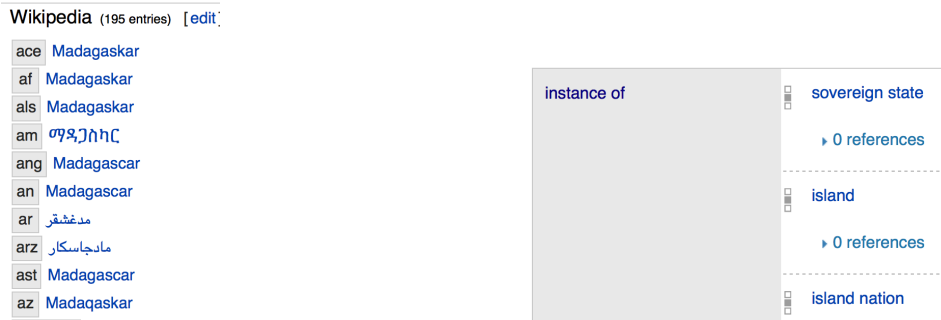 Wikipedia (195 entries) [edit]
ace Madagaskar
af Madagaskar
als Madagaskar
am ማዳጋስካር
ang Madagascar
an Madagascar
ar مدغشقر
arz مادجاسكار
ast Madagascar
az Madaqaskar
instance of
sovereign state
0 references
island
0 references
island nation